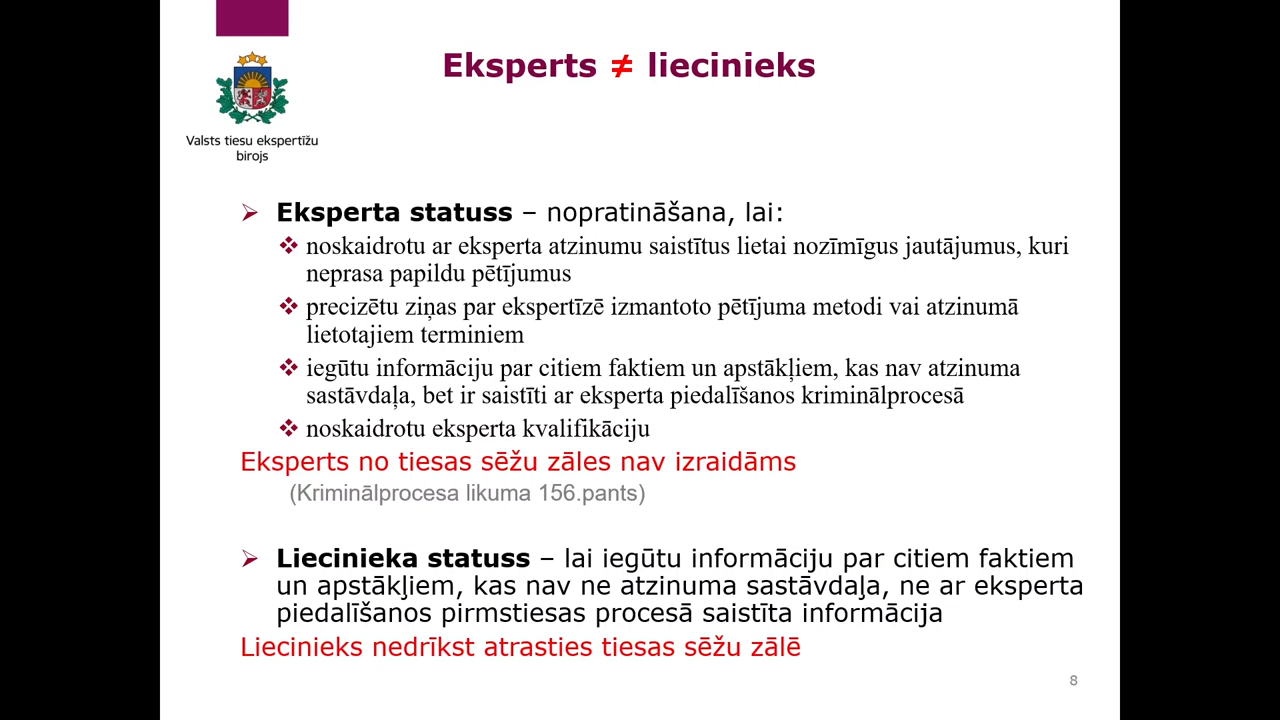 Eksperts ≠ liecinieks
Valsts tiesu ekspertīžu
birojs
➢ Eksperta statuss – nopratināšana, lai:
❖ noskaidrotu ar eksperta atzinumu saistītus lietai nozīmīgus jautājumus, kuri
neprasa papildu pētījumus
❖ precizētu ziņas par ekspertīzē izmantoto pētījuma metodi vai atzinumā
lietotajiem terminiem
❖ iegūtu informāciju par citiem faktiem un apstākļiem, kas nav atzinuma
sastāvdaļa, bet ir saistīti ar eksperta piedalīšanos kriminālprocesā
❖ noskaidrotu eksperta kvalifikāciju
Eksperts no tiesas sēžu zāles nav izraidāms
(Kriminālprocesa likuma 156.pants)
➢ Liecinieka statuss – lai iegūtu informāciju par citiem faktiem
un apstākļiem, kas nav ne atzinuma sastāvdaļa, ne ar eksperta
piedalīšanos pirmstiesas procesā saistīta informācija
Liecinieks nedrīkst atrasties tiesas sēžu zālē
8